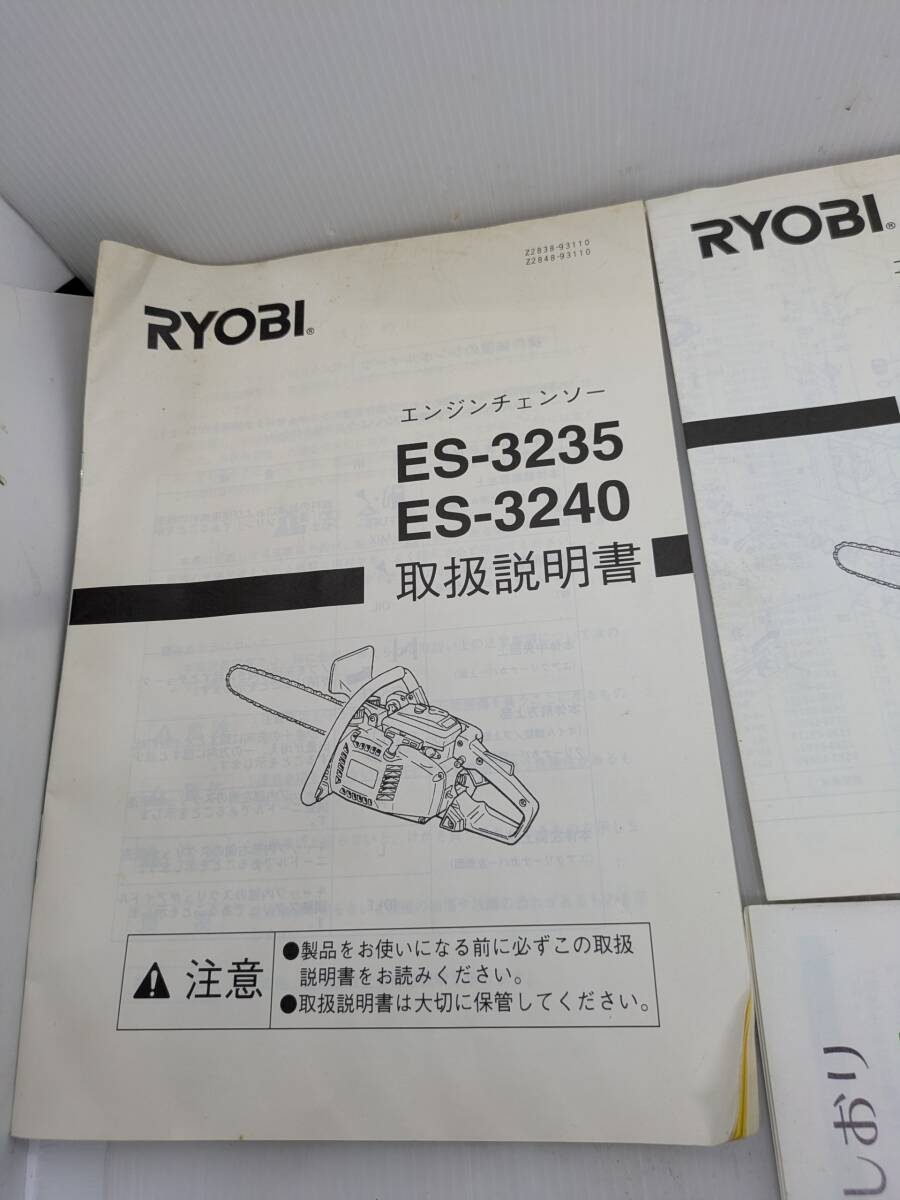 Z2838-93110
Z2848-93110
RYOBI®
エンジンチェンソー
ES-3235
ES-3240
取扱説明書
注意
●製品をお使いになる前に必ずこの取扱
説明書をお読みください。
●取扱説明書は大切に保管してください。
RYOBI®
しおり